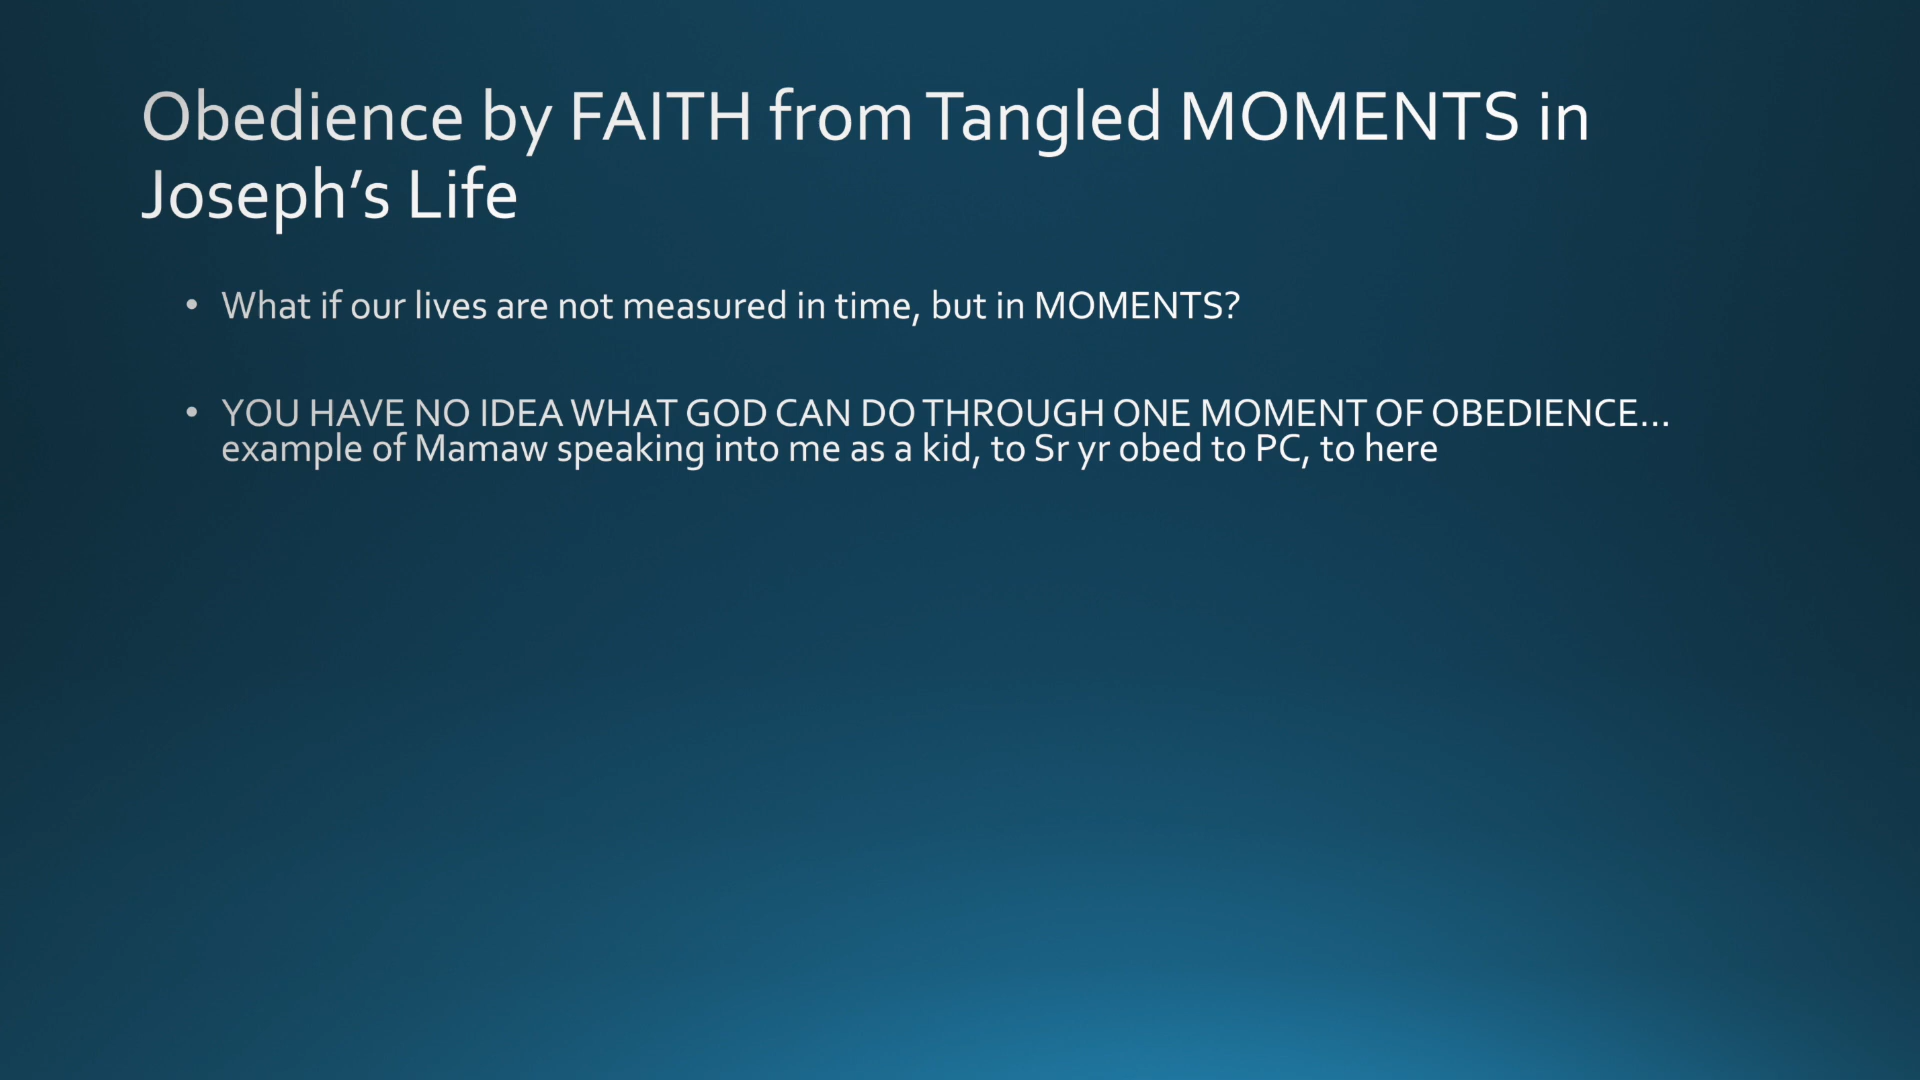 Obedience by FAITH from Tangled MOMENTS in
Joseph’s Life
• What if our lives are not measured in time, but in MOMENTS?
• YOU HAVE NO IDEA WHAT GOD CAN DO THROUGH ONE MOMENT OF OBEDIENCE…
example of Mamaw speaking into me as a kid, to Sr yr obed to PC, to here